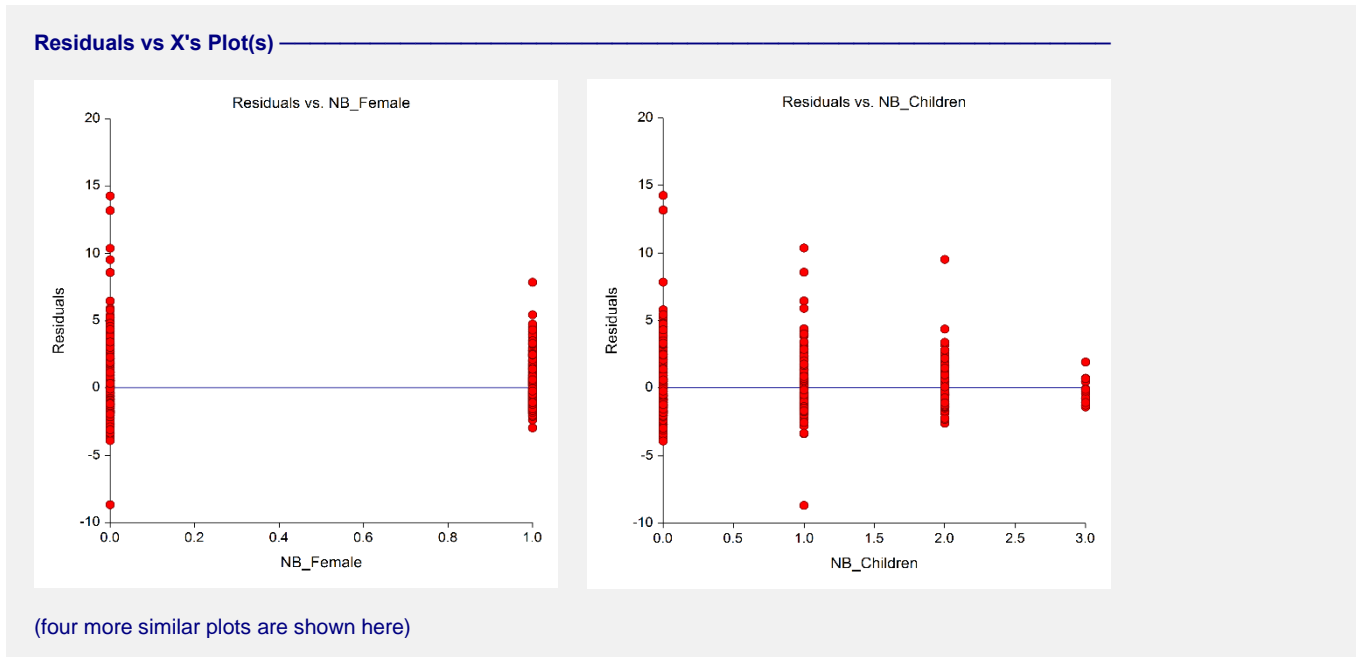 Residuals vs X's Plot(s)
Residuals vs. NB_Female
20
15
10
5
0
-5
-10
Residuals
0.0 0.2 0.4 0.6 0.8 1.0
NB_Female
Residuals vs. NB_Children
20
15
10
5
0
-5
-10
Residuals
0.0 0.5 1.0 1.5 2.0 2.5 3.0
NB_Children
(four more similar plots are shown here)